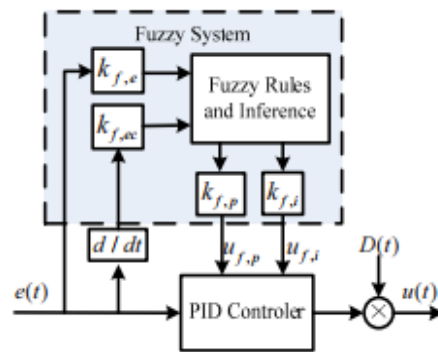 Fuzzy System
k_{f,e}
Fuzzy Rules
and Inference
k_{f,ec}
k_{f,p}
k_{f,i}
d / dt
u_{f,p}
u_{f,i}
D(t)
e(t)
PID Controler
u(t)